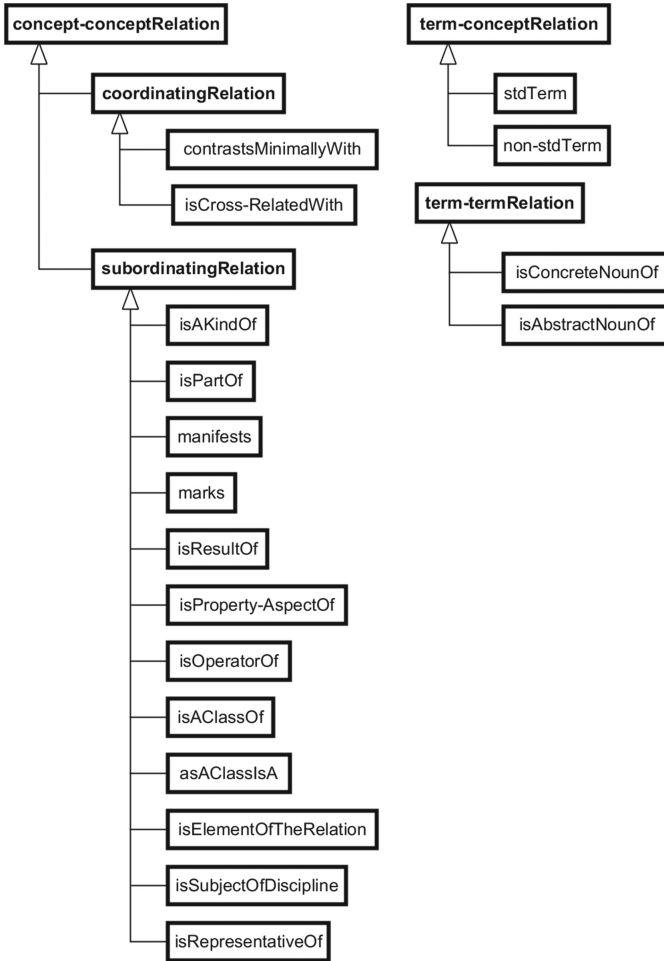 concept-conceptRelation
coordinatingRelation
contrastsMinimallyWith
isCross-RelatedWith
subordinatingRelation
isAKindOf
isPartOf
manifests
marks
isResultOf
isProperty-AspectOf
isOperatorOf
isAClassOf
asAClassIsA
isElementOfTheRelation
isSubjectOfDiscipline
isRepresentativeOf
term-conceptRelation
stdTerm
non-stdTerm
term-termRelation
isConcreteNounOf
isAbstractNounOf